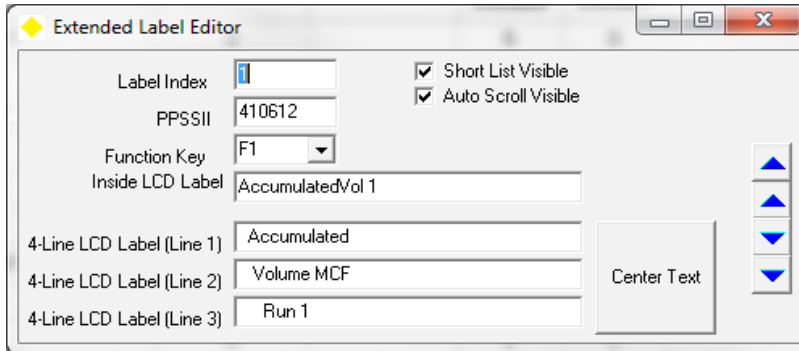 Extended Label Editor
Label Index 1
Short List Visible
Auto Scroll Visible
PPSSII 410612
Function Key F1
Inside LCD Label AccumulatedVol 1
4-Line LCD Label (Line 1) Accumulated
4-Line LCD Label (Line 2) Volume MCF
4-Line LCD Label (Line 3) Run 1
Center Text